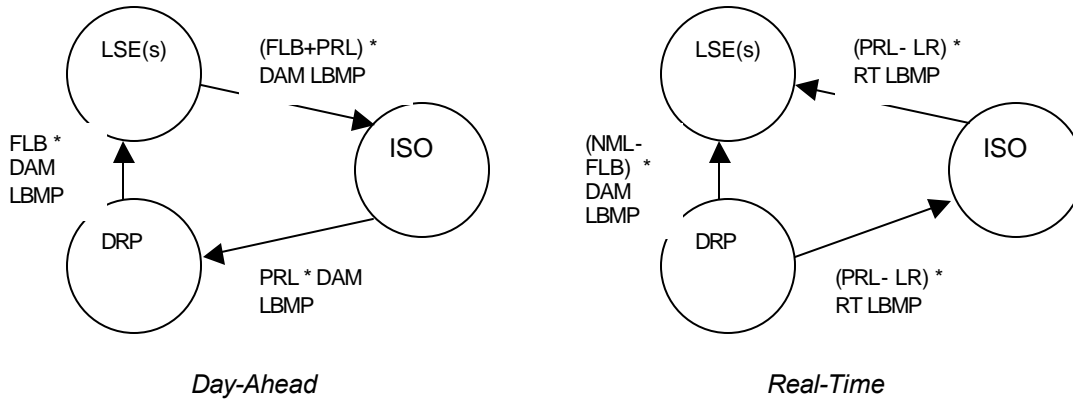 LSE(s)
(FLB+PRL) *
DAM LBMP
ISO
FLB *
DAM
LBMP
DRP
PRL * DAM
LBMP
Day-Ahead
LSE(s)
(PRL- LR) *
RT LBMP
ISO
(NML-
FLB) *
DAM
LBMP
DRP
(PRL- LR) *
RT LBMP
Real-Time